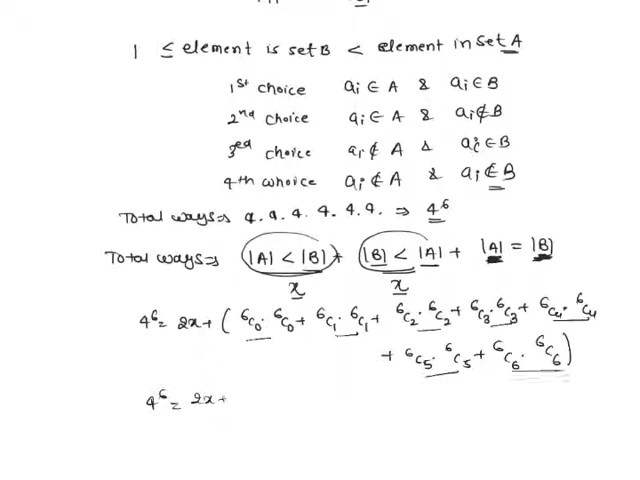 1 ≤ element is set B < element in set A
1st choice aᵢ ∈ A & aᵢ ∈ B
2nd choice aᵢ ∈ A & aᵢ ∉ B
3rd choice aᵢ ∉ A & aᵢ ∈ B
4th whoice aᵢ ∉ A & aᵢ ∉ B
Total ways ⇒ 4.4.4.4.4.4. ⇒ 4⁶
Total ways ⇒ |A| < |B| + |B| < |A| + |A| = |B|
x x
4⁶ = 2x + ( ⁶C₀. ⁶C₀ + ⁶C₁. ⁶C₁ + ⁶C₂. ⁶C₂ + ⁶C₃. ⁶C₃ + ⁶C₄. ⁶C₄
+ ⁶C₅. ⁶C₅ + ⁶C₆. ⁶C₆ )
4⁶ = 2x +